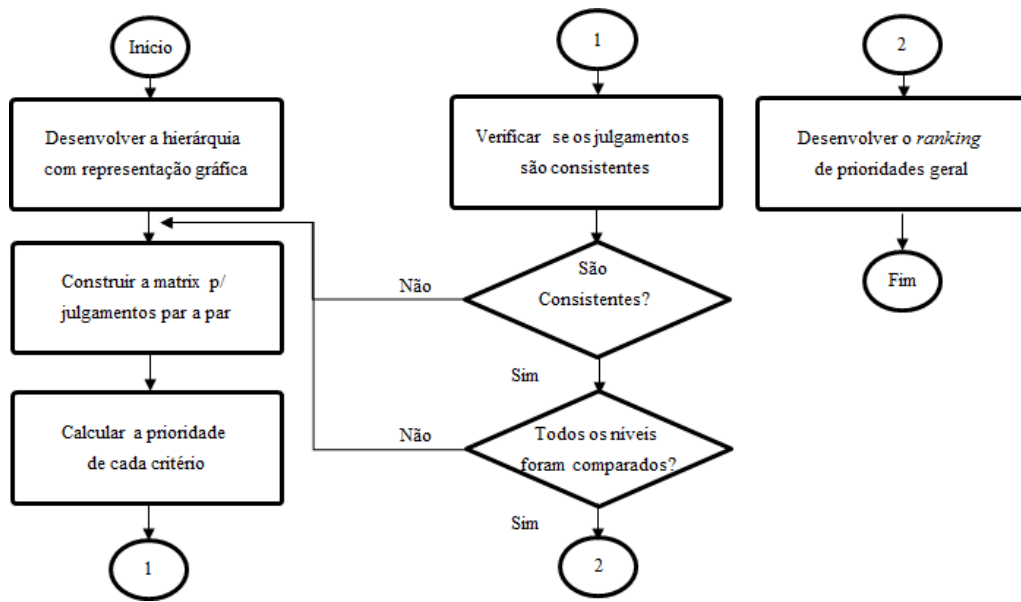 Início
Desenvolver a hierárquia
com representação gráfica
Construir a matrix p/
julgamentos par a par
Calcular a prioridade
de cada critério
1
1
Verificar se os julgamentos
são consistentes
São
Consistentes?
Não
Sim
Todos os níveis
foram comparados?
Não
Sim
2
2
Desenvolver o ranking
de prioridades geral
Fim